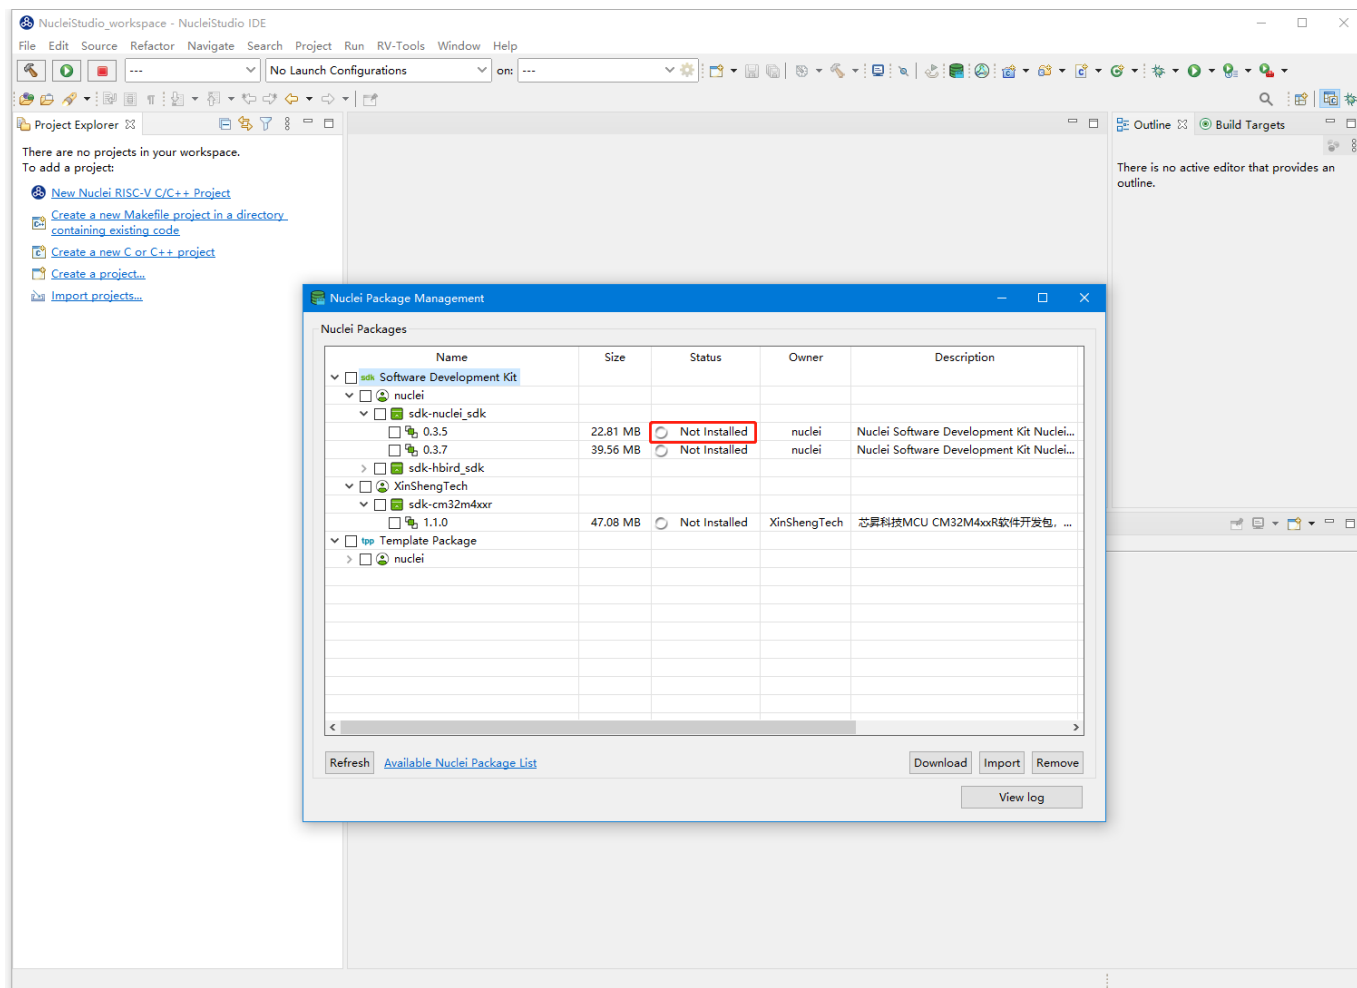 NucleiStudio_workspace - NucleiStudio IDE
File Edit Source Refactor Navigate Search Project Run RV-Tools Window Help
--- No Launch Configurations on: ---
Project Explorer
Outline Build Targets
There are no projects in your workspace.
To add a project:
New Nuclei RISC-V C/C++ Project
Create a new Makefile project in a directory
containing existing code
Create a new C or C++ project
Create a project...
Import projects...
There is no active editor that provides an
outline.
Nuclei Package Management
Nuclei Packages
Name Size Status Owner Description
sdk Software Development Kit
nuclei
sdk-nuclei_sdk
0.3.5 22.81 MB Not Installed nuclei Nuclei Software Development Kit Nuclei...
0.3.7 39.56 MB Not Installed nuclei Nuclei Software Development Kit Nuclei...
sdk-hbird_sdk
XinShengTech
sdk-cm32m4xxr
1.1.0 47.08 MB Not Installed XinShengTech 芯昇科技MCU CM32M4xxR软件开发包，...
tpp Template Package
nuclei
Refresh Available Nuclei Package List Download Import Remove
View log